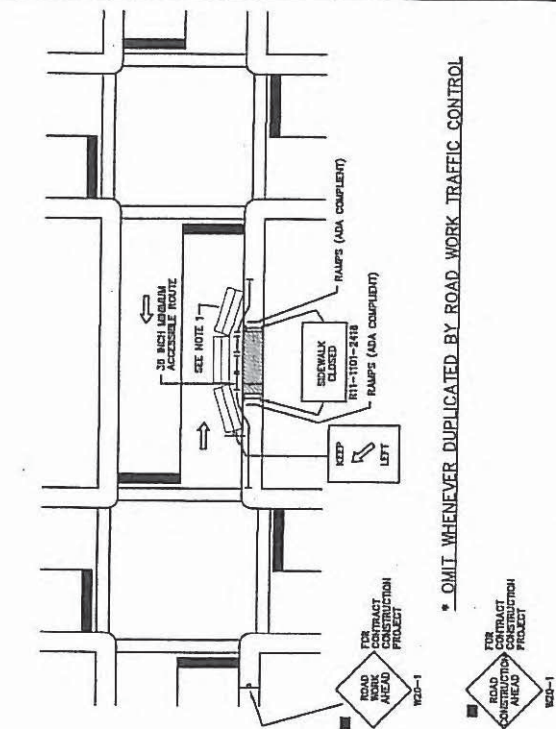 36 INCH MINIMUM
ACCESSIBLE ROUTE
SEE NOTE 1
RAMPS (ADA COMPLIENT)
SIDEWALK
CLOSED
R11-1101-2418
RAMPS (ADA COMPLIENT)
KEEP
LEFT
FOR
CONTRACT
CONSTRUCTION
PROJECT
ROAD
WORK
AHEAD
W20-1
* OMIT WHENEVER DUPLICATED BY ROAD WORK TRAFFIC CONTROL
FOR
CONTRACT
CONSTRUCTION
PROJECT
ROAD
CONSTRUCTION
AHEAD
W20-1